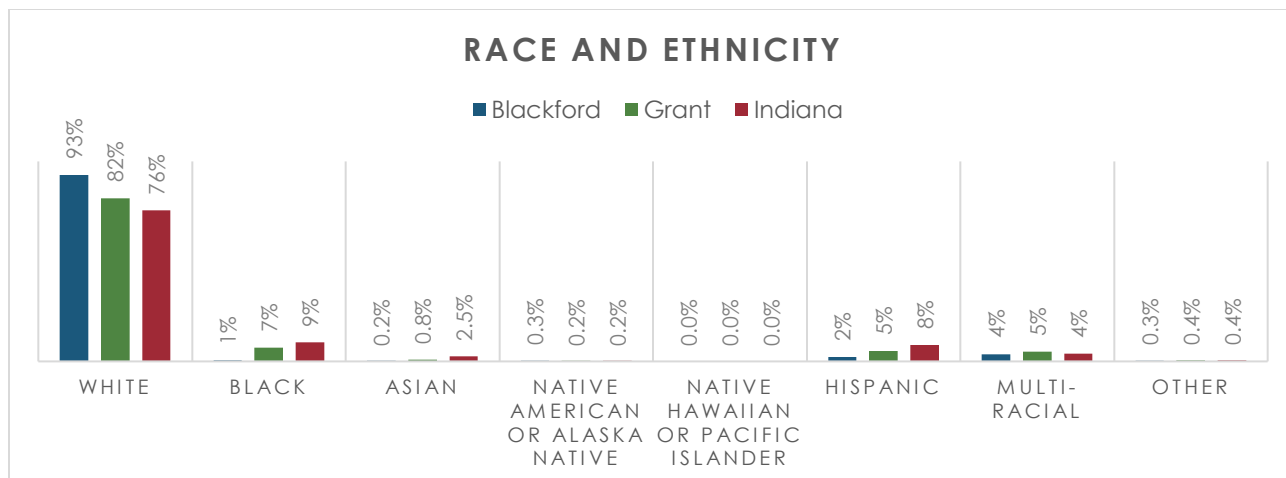 RACE AND ETHNICITY
Blackford Grant Indiana
93% 82% 76% 1% 7% 9% 0.2% 0.8% 2.5% 0.3% 0.2% 0.2% 0.0% 0.0% 0.0% 2% 5% 8% 4% 5% 4% 0.3% 0.4% 0.4%
WHITE
BLACK
ASIAN
NATIVE
AMERICAN
OR ALASKA
NATIVE
NATIVE
HAWAIIAN
OR PACIFIC
ISLANDER
HISPANIC
MULTI-
RACIAL
OTHER